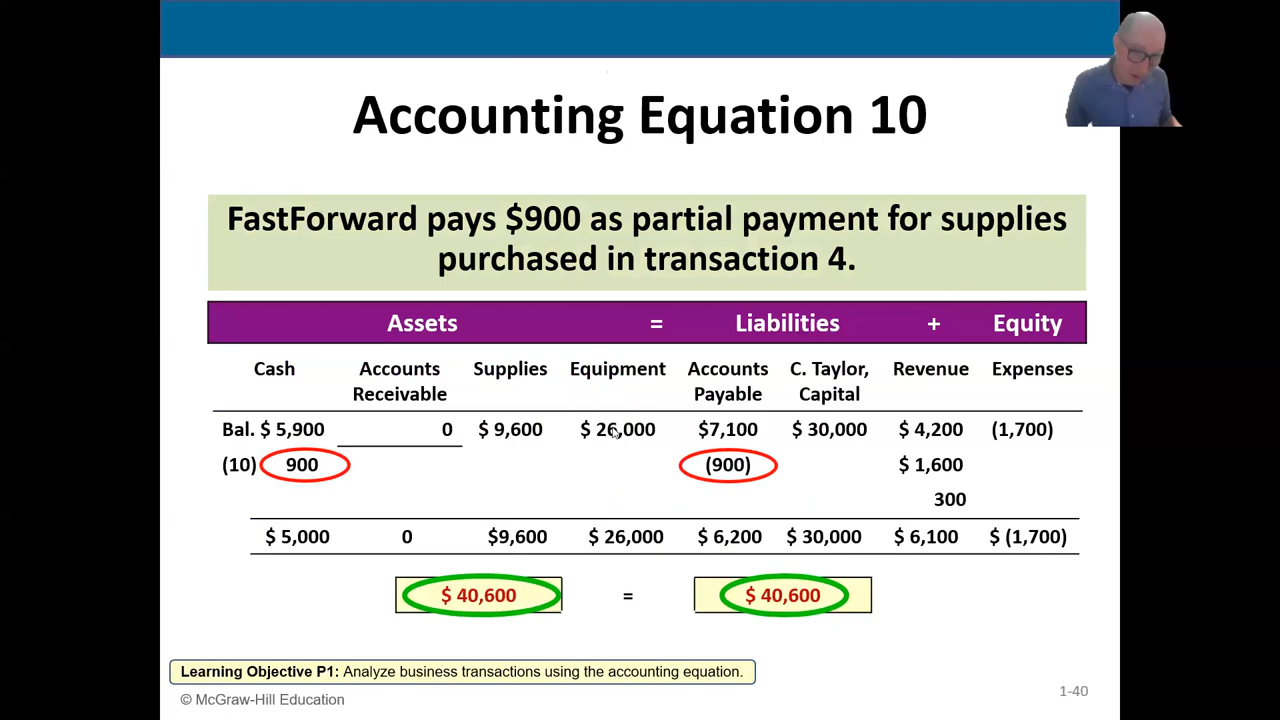 Accounting Equation 10
FastForward pays $900 as partial payment for supplies
purchased in transaction 4.
Assets = Liabilities + Equity
Cash Accounts Receivable Supplies Equipment Accounts Payable C. Taylor, Capital Revenue Expenses
Bal. $ 5,900 0 $ 9,600 $ 26,000 $7,100 $ 30,000 $ 4,200 (1,700)
(10) 900 (900) $ 1,600
300
$ 5,000 0 $9,600 $ 26,000 $ 6,200 $ 30,000 $ 6,100 $ (1,700)
$ 40,600 = $ 40,600
Learning Objective P1: Analyze business transactions using the accounting equation.
© McGraw-Hill Education
1-40